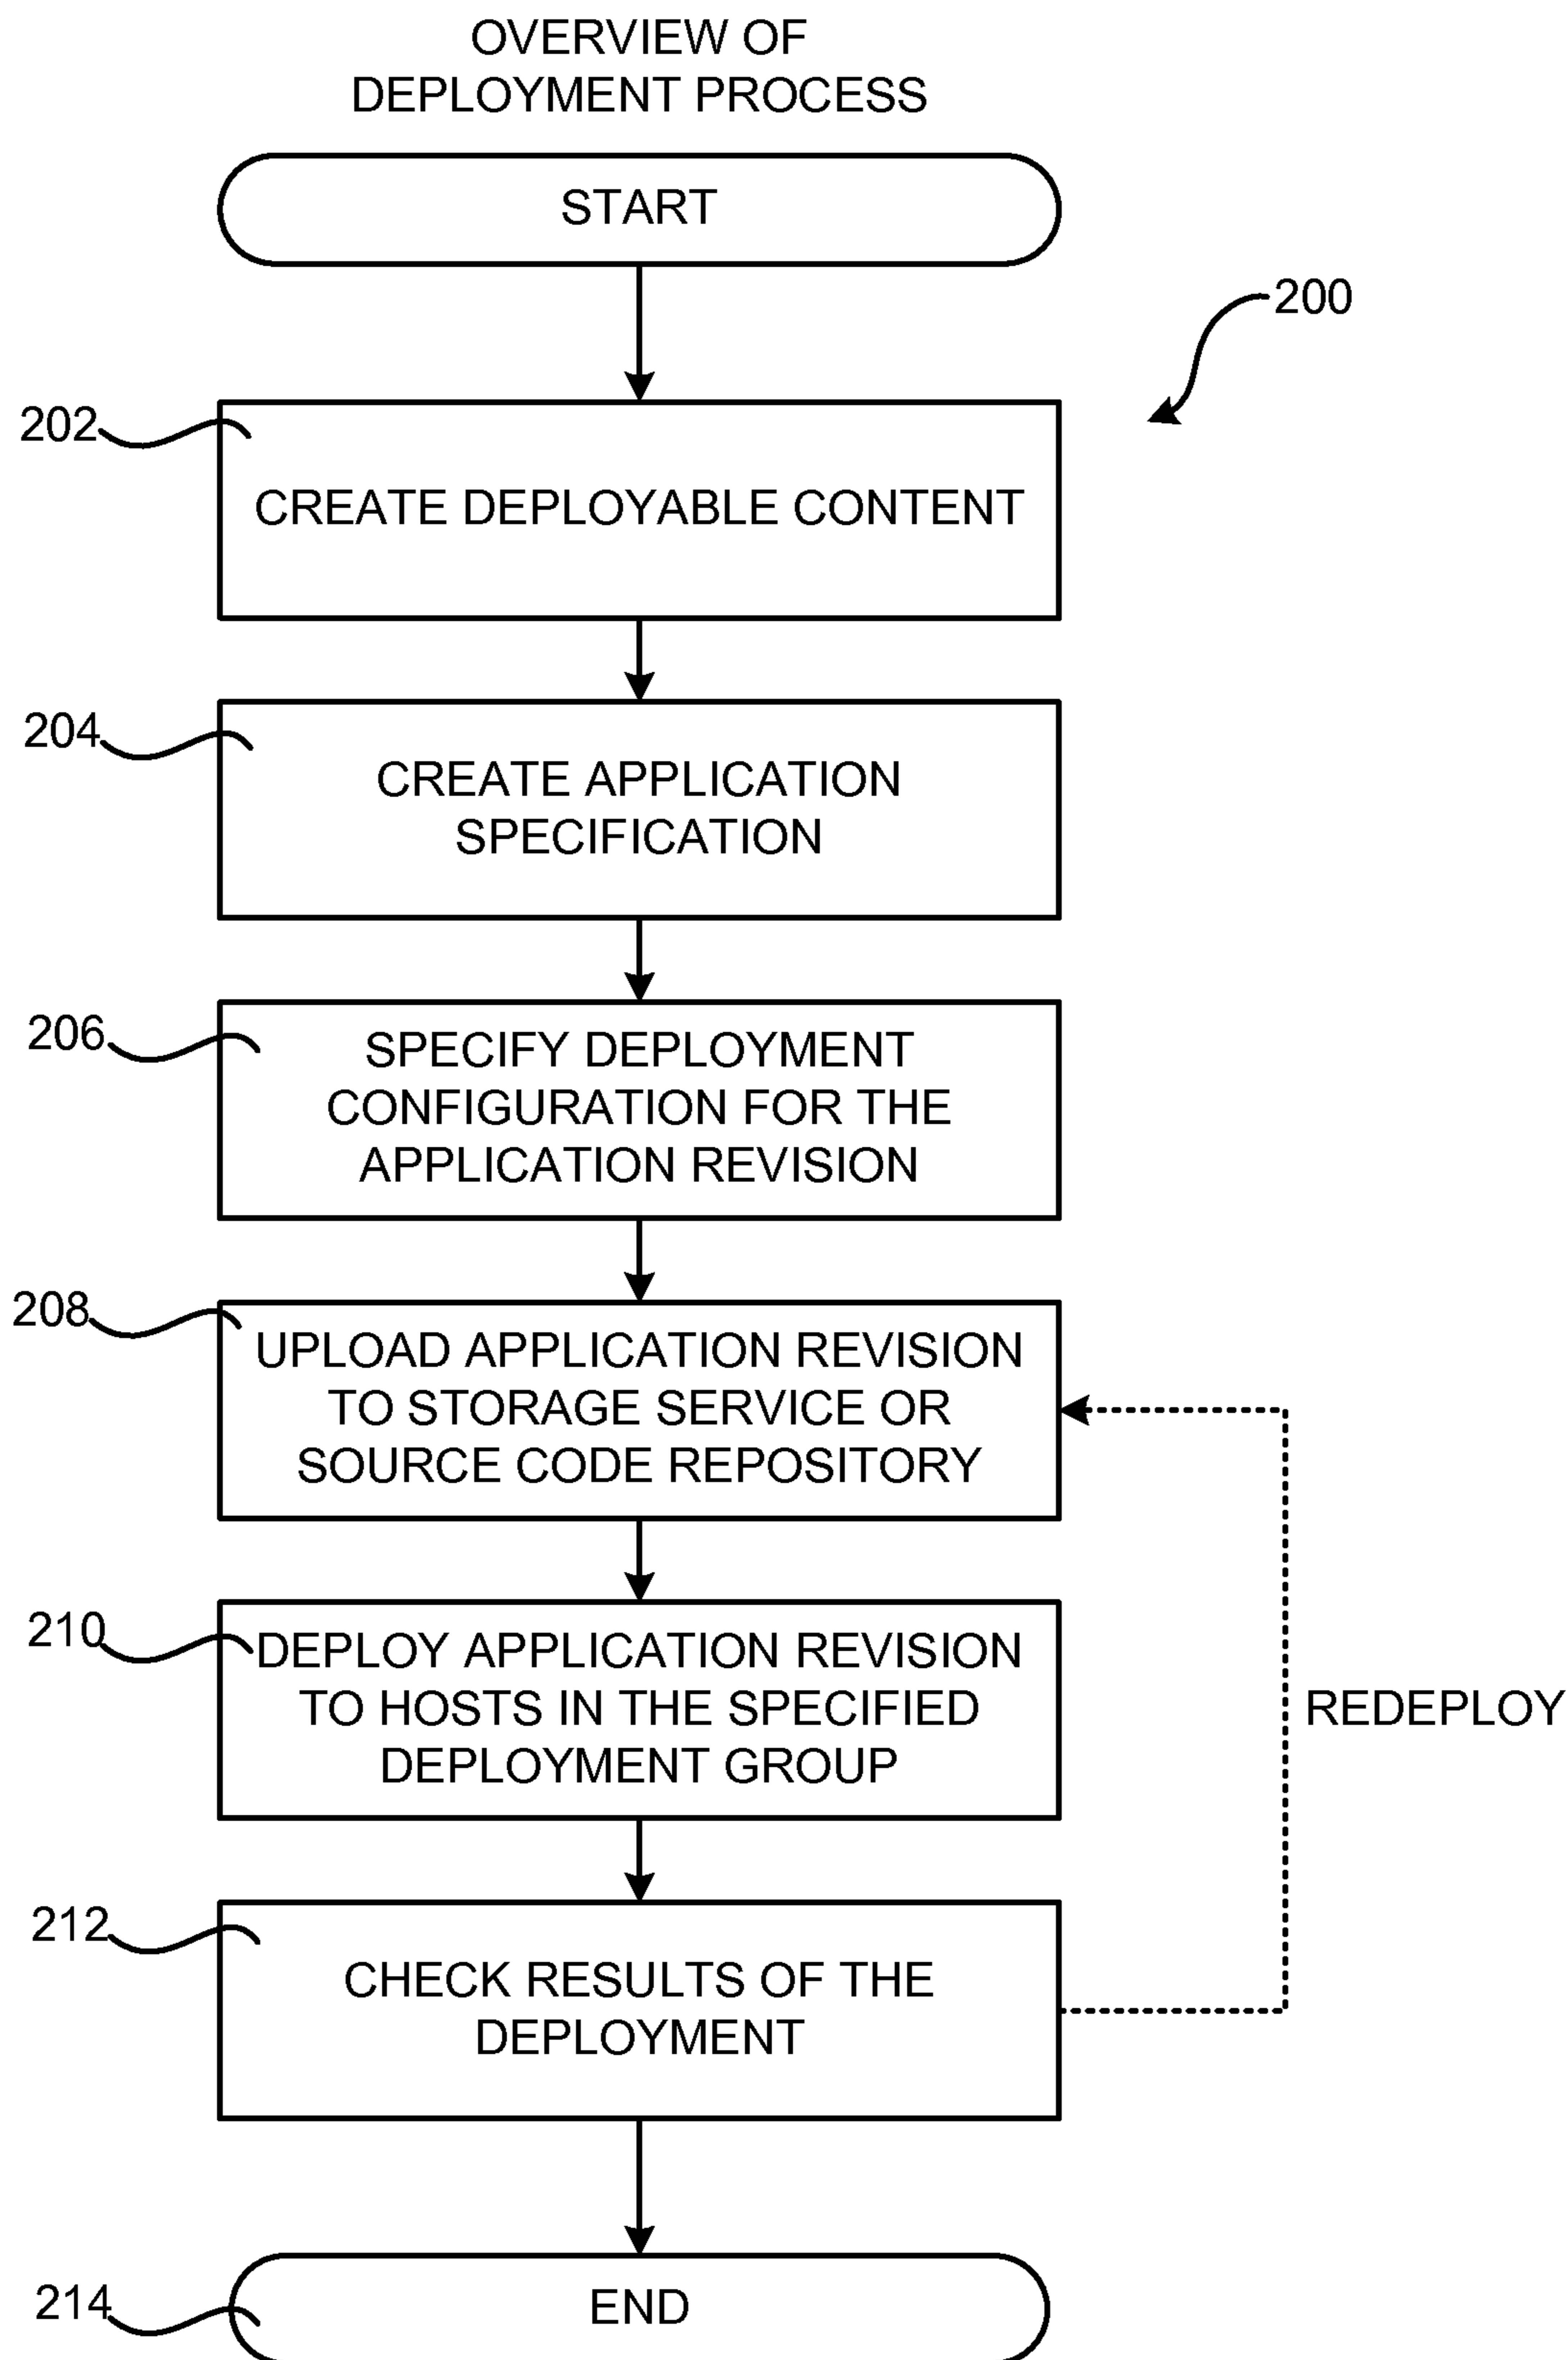 OVERVIEW OF
DEPLOYMENT PROCESS
START
200
202
CREATE DEPLOYABLE CONTENT
204
CREATE APPLICATION
SPECIFICATION
206
SPECIFY DEPLOYMENT
CONFIGURATION FOR THE
APPLICATION REVISION
208
UPLOAD APPLICATION REVISION
TO STORAGE SERVICE OR
SOURCE CODE REPOSITORY
210
DEPLOY APPLICATION REVISION
TO HOSTS IN THE SPECIFIED
DEPLOYMENT GROUP
REDEPLOY
212
CHECK RESULTS OF THE
DEPLOYMENT
214
END